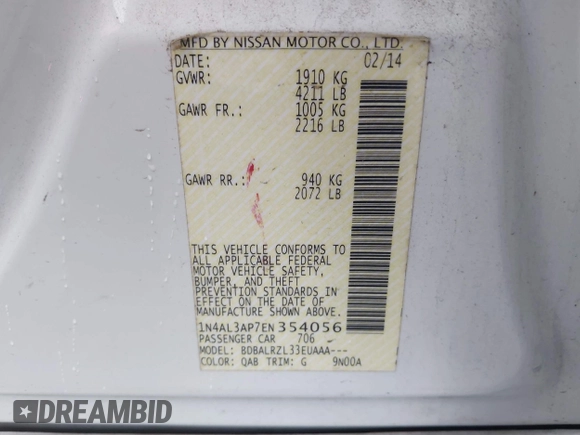 MFD BY NISSAN MOTOR CO., LTD.
DATE: 02/14
GVWR: 1910 KG
4211 LB
GAWR FR.: 1005 KG
2216 LB
GAWR RR.: 940 KG
2072 LB
THIS VEHICLE CONFORMS TO
ALL APPLICABLE FEDERAL
MOTOR VEHICLE SAFETY,
BUMPER, AND THEFT
PREVENTION STANDARDS IN
EFFECT ON THE DATE OF
MANUFACTURE SHOWN ABOVE.
1N4AL3AP7EN354056
PASSENGER CAR 706
MODEL: BDBALRZL33EUAAA---
COLOR: QAB TRIM: G 9N00A
DREAMBID